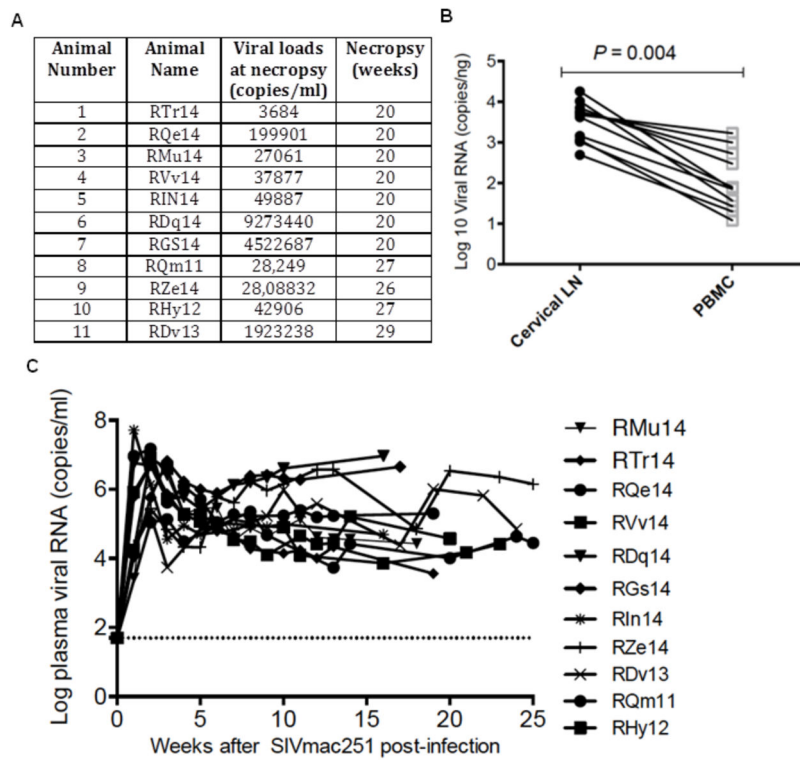 A
Animal Number Animal Name Viral loads at necropsy (copies/ml) Necropsy (weeks)
1 RTr14 3684 20
2 RQe14 199901 20
3 RMu14 27061 20
4 RVv14 37877 20
5 RIN14 49887 20
6 RDq14 9273440 20
7 RGS14 4522687 20
8 RQm11 28,249 27
9 RZe14 28,08832 26
10 RHy12 42906 27
11 RDv13 1923238 29
B
P = 0.004
Log 10 Viral RNA (copies/ng)
5
4
3
2
1
0
Cervical LN
PBMC
C
Log plasma viral RNA (copies/ml)
8
6
4
2
0
0 5 10 15 20 25
Weeks after SIVmac251 post-infection
RMu14
RTr14
RQe14
RVv14
RDq14
RGs14
RIn14
RZe14
RDv13
RQm11
RHy12